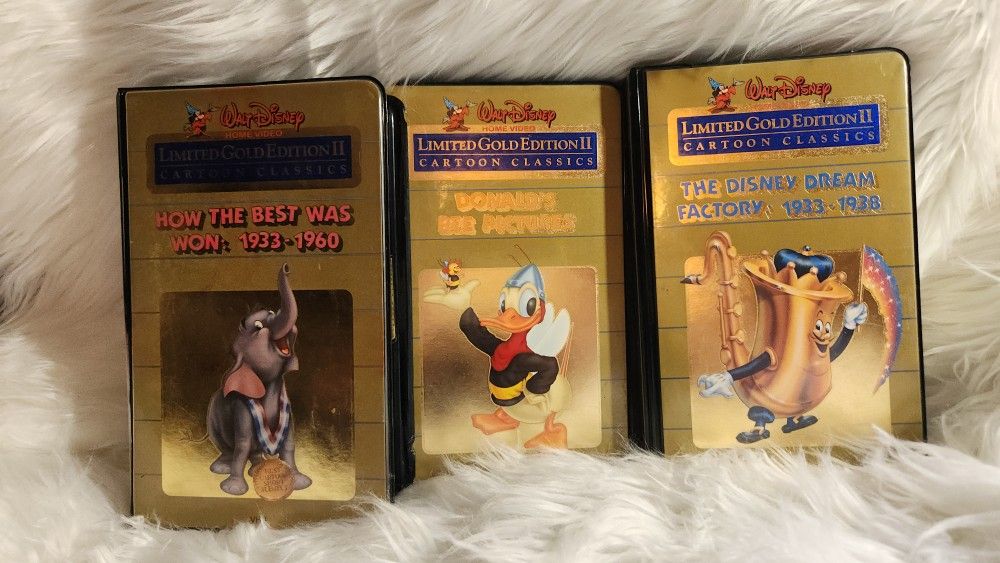 Walt Disney
HOME VIDEO
LIMITED GOLD EDITION II
CARTOON CLASSICS
HOW THE BEST WAS
WON: 1933-1960
Walt Disney
HOME VIDEO
LIMITED GOLD EDITION II
CARTOON CLASSICS
DONALD'S
BEE PICTURES
Walt Disney
HOME VIDEO
LIMITED GOLD EDITION II
CARTOON CLASSICS
THE DISNEY DREAM
FACTORY: 1933-1938